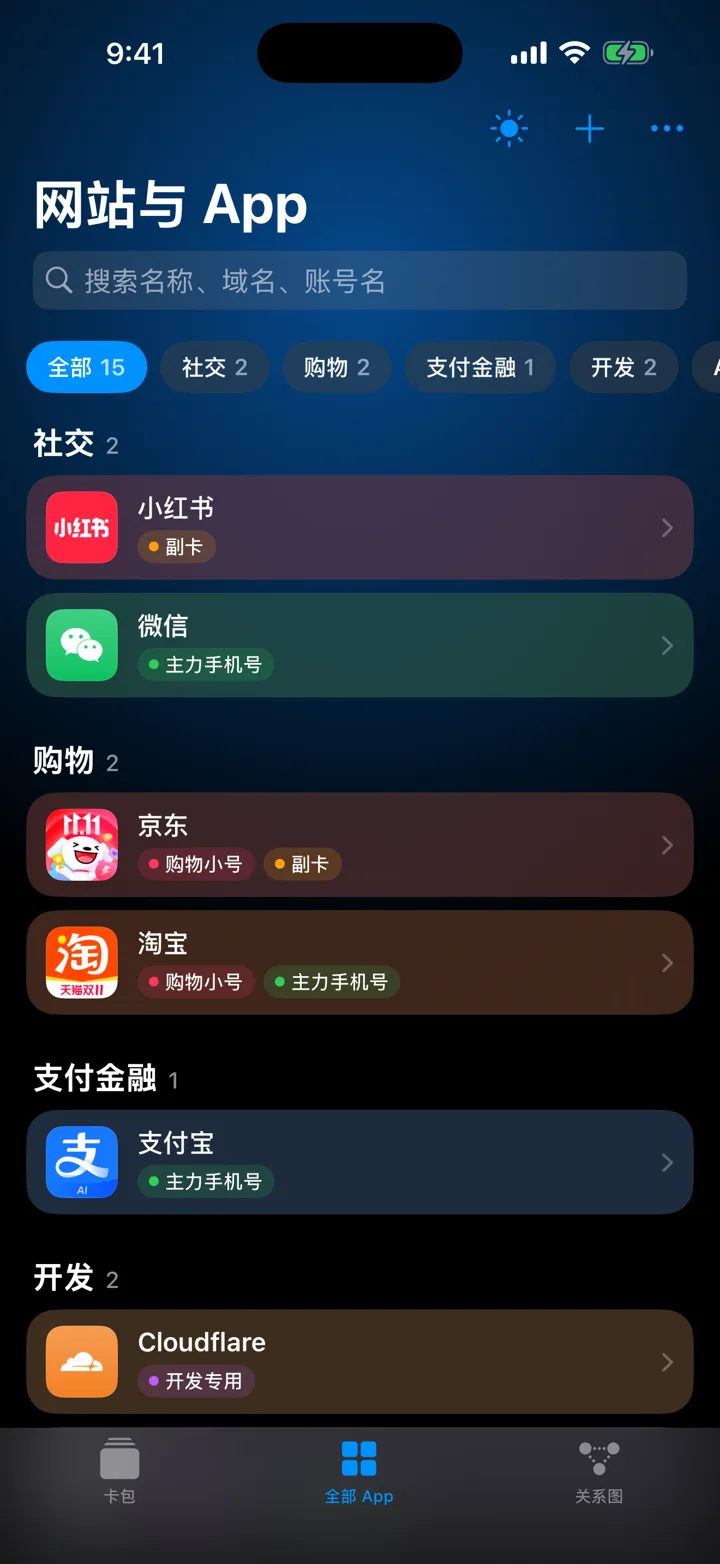 9:41
网站与 App
搜索名称、域名、账号名
全部 15
社交 2
购物 2
支付金融 1
开发 2
社交 2
小红书
小红书
副卡
微信
主力手机号
购物 2
11.11
京东
购物小号
副卡
淘
天猫双11
淘宝
购物小号
主力手机号
支付金融 1
支
AI
支付宝
主力手机号
开发 2
Cloudflare
开发专用
卡包
全部 App
关系图